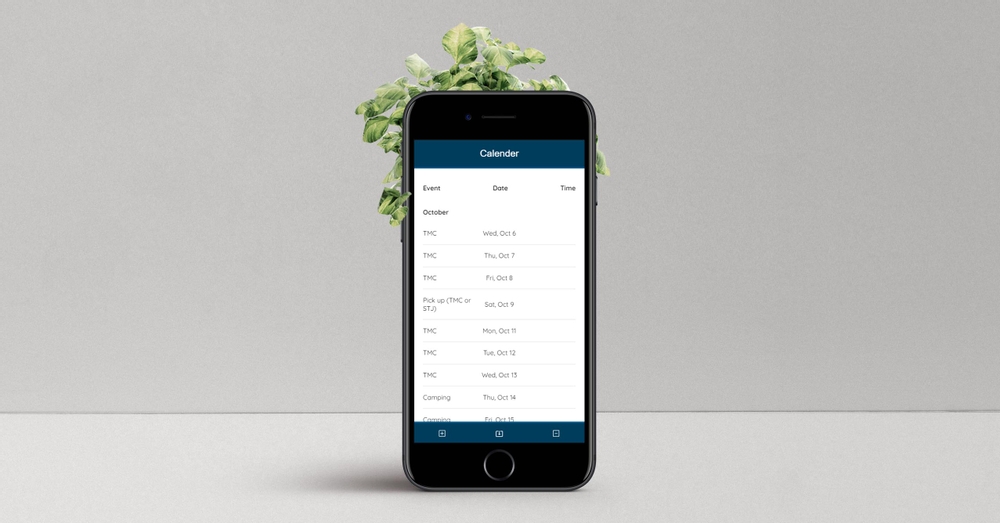 Calender
Event Date Time
October
TMC Wed, Oct 6
TMC Thu, Oct 7
TMC Fri, Oct 8
Pick up (TMC or
STJ) Sat, Oct 9
TMC Mon, Oct 11
TMC Tue, Oct 12
TMC Wed, Oct 13
Camping Thu, Oct 14
Camping Fri, Oct 15